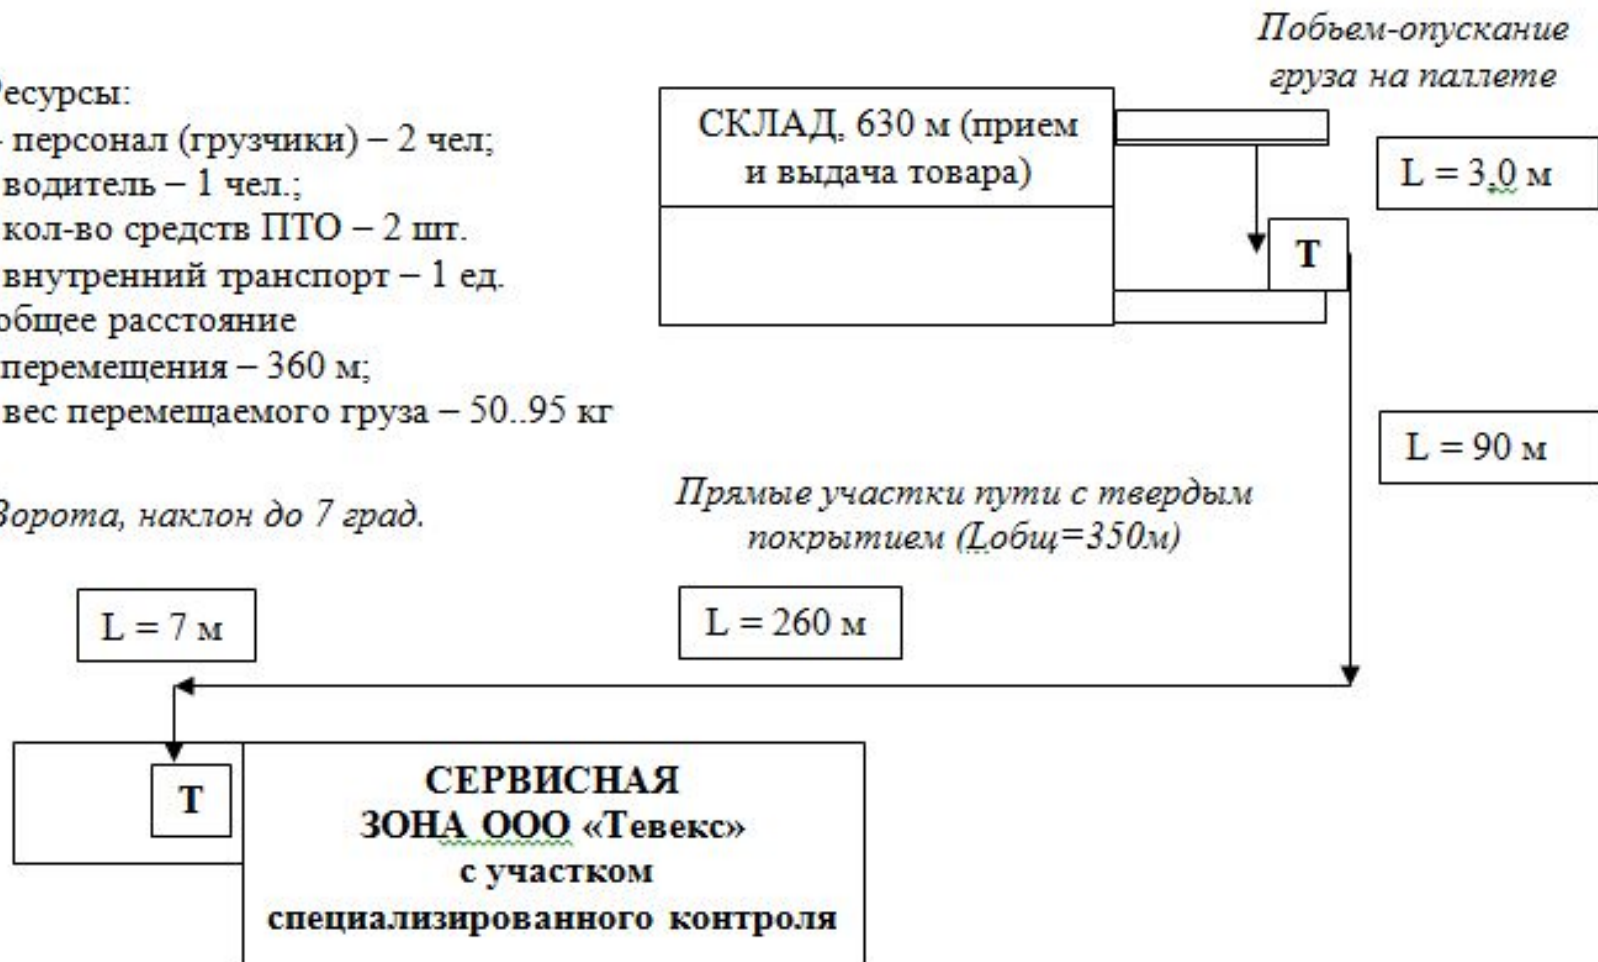 есурсы:
- персонал (грузчики) – 2 чел;
водитель – 1 чел.;
кол-во средств ПТО – 2 шт.
внутренний транспорт – 1 ед.
общее расстояние
перемещения – 360 м;
вес перемещаемого груза – 50..95 кг
Ворота, наклон до 7 град.
Побьем-опускание
груза на паллете
СКЛАД, 630 м (прием
и выдача товара)
L = 3,0 м
Т
L = 90 м
Прямые участки пути с твердым
покрытием (Lобщ=350м)
L = 7 м
L = 260 м
Т
СЕРВИСНАЯ
ЗОНА ООО «Тевекс»
с участком
специализированного контроля